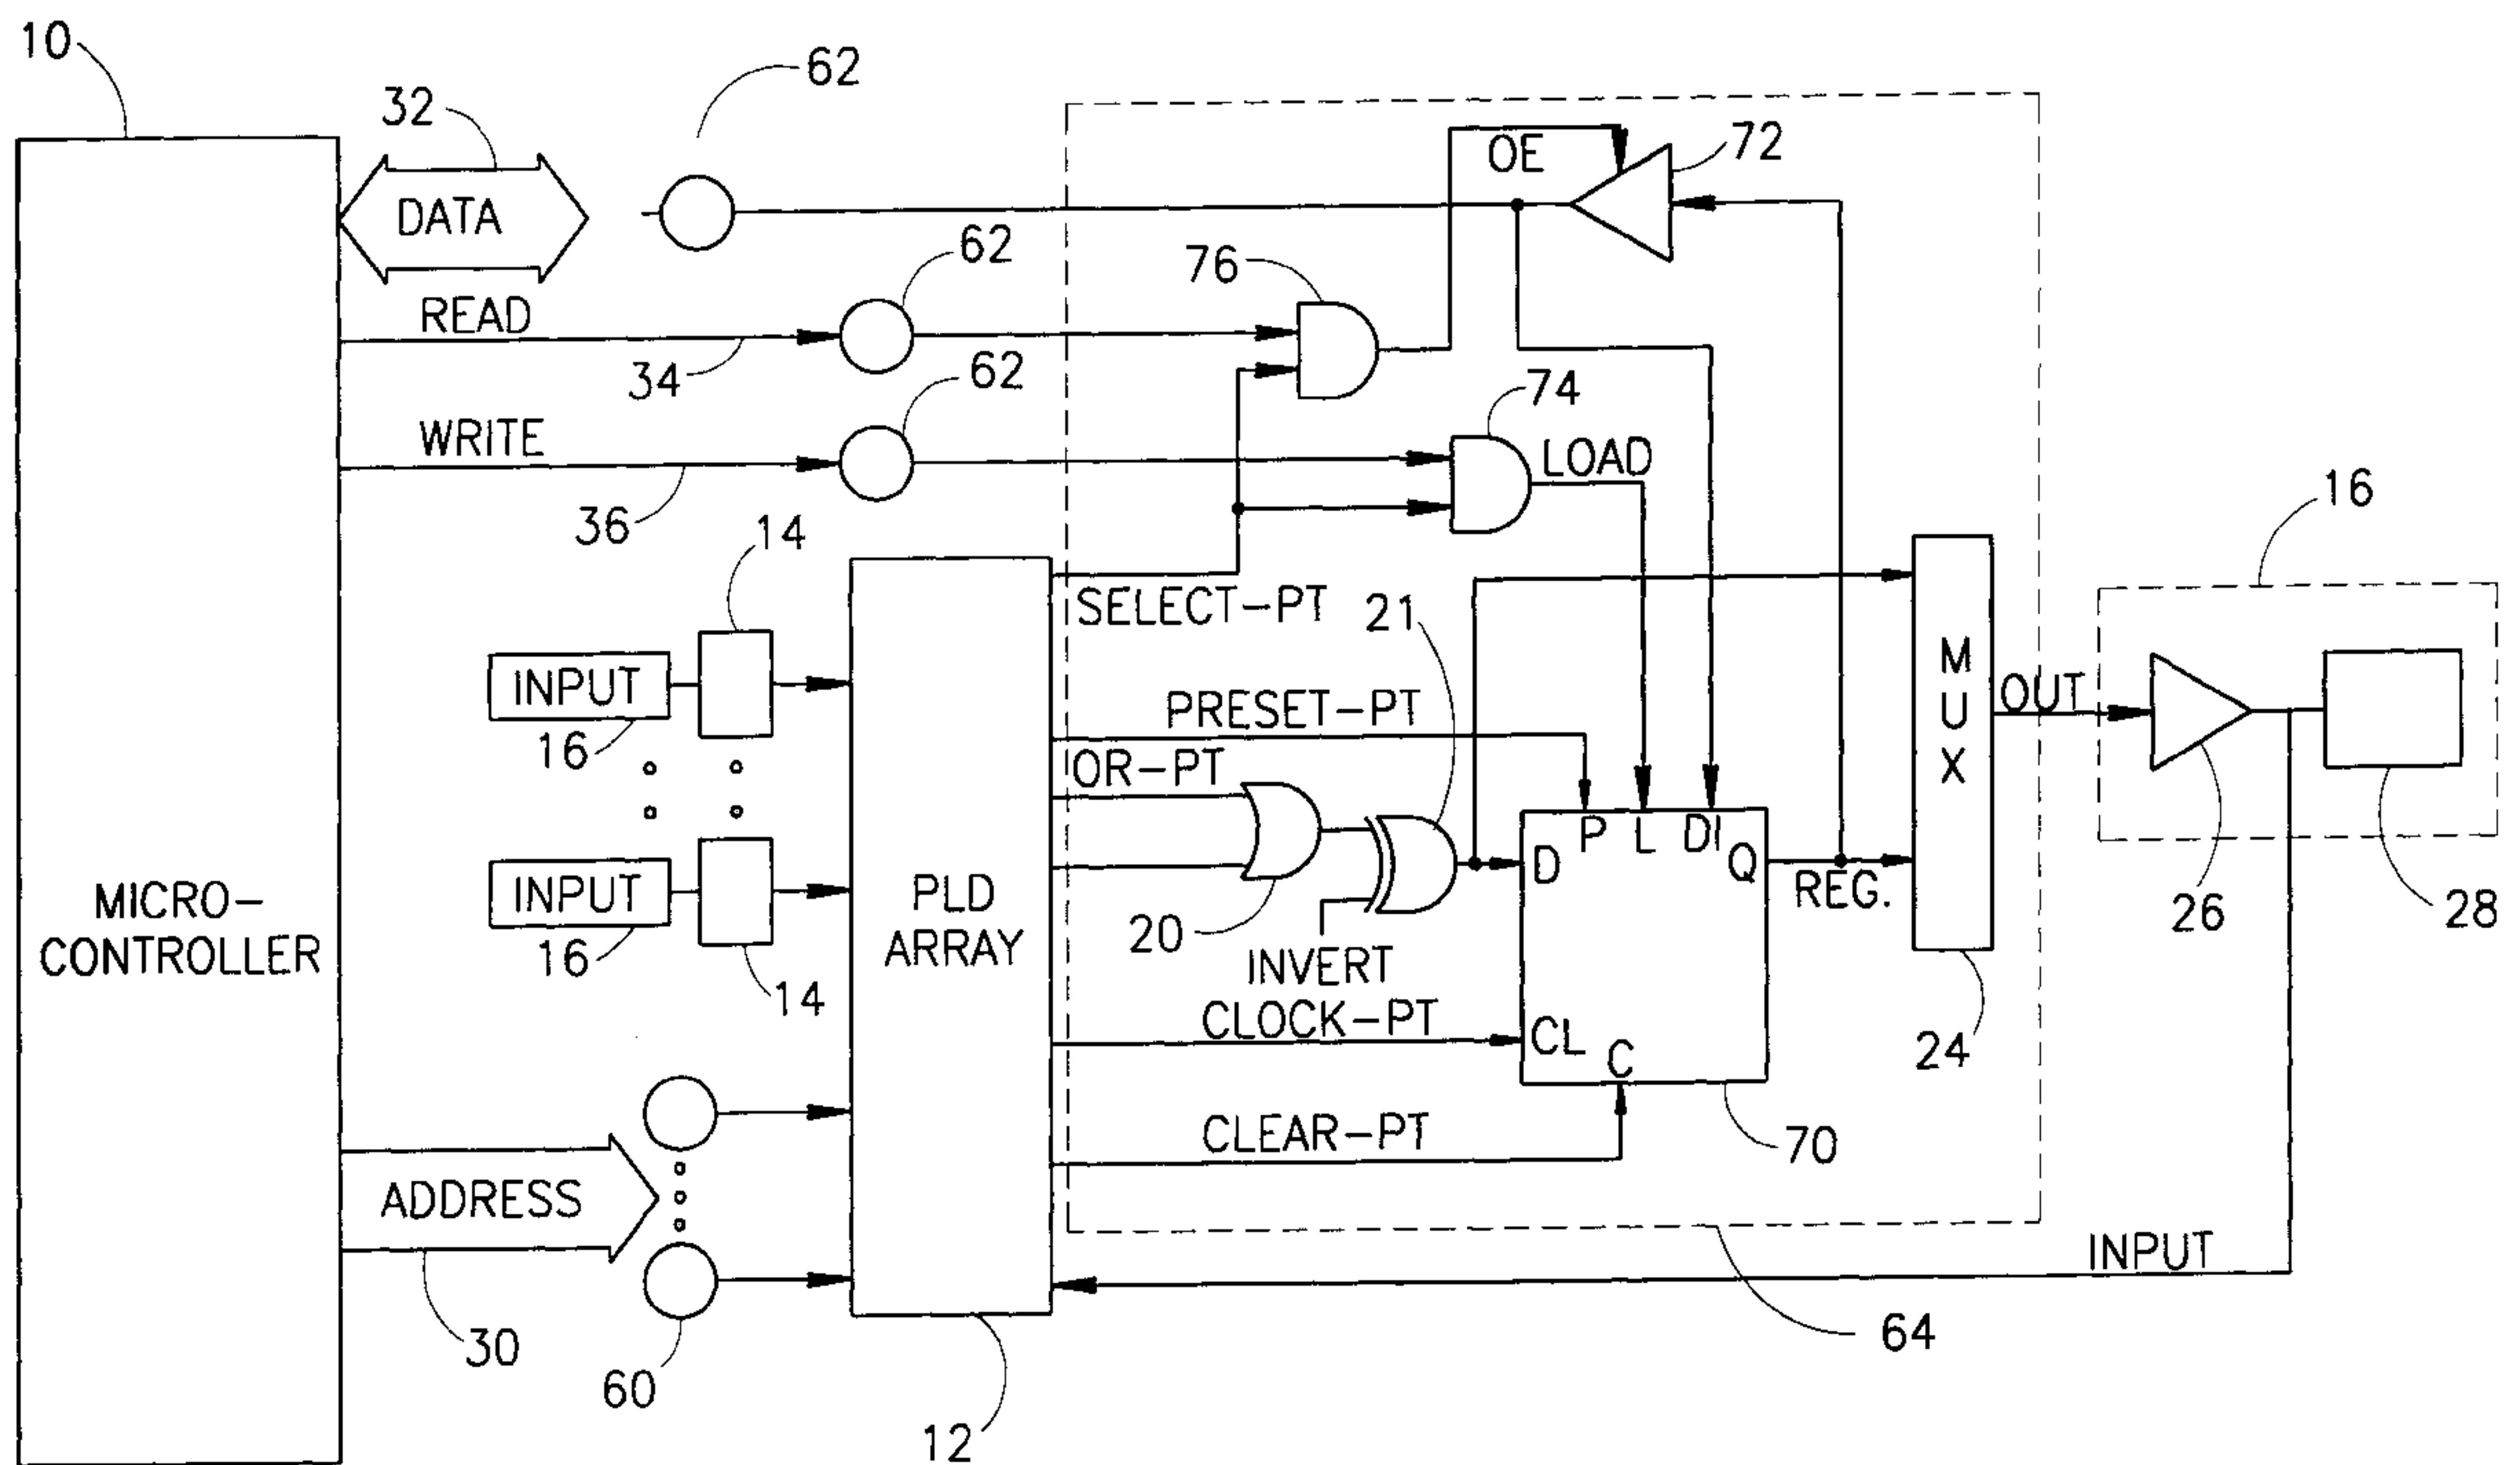 10
62
32
72
OE
DATA
62
76
READ
34
62
74
WRITE
LOAD
36
14
16
SELECT-PT
21
INPUT
M
U
X
OUT
16
PRESET-PT
OR-PT
P
L
DI
D
Q
REG.
INPUT
16
PLD
ARRAY
MICRO-
CONTROLLER
20
INVERT
26
28
14
CLOCK-PT
CL
C
24
CLEAR-PT
70
ADDRESS
INPUT
30
60
64
12